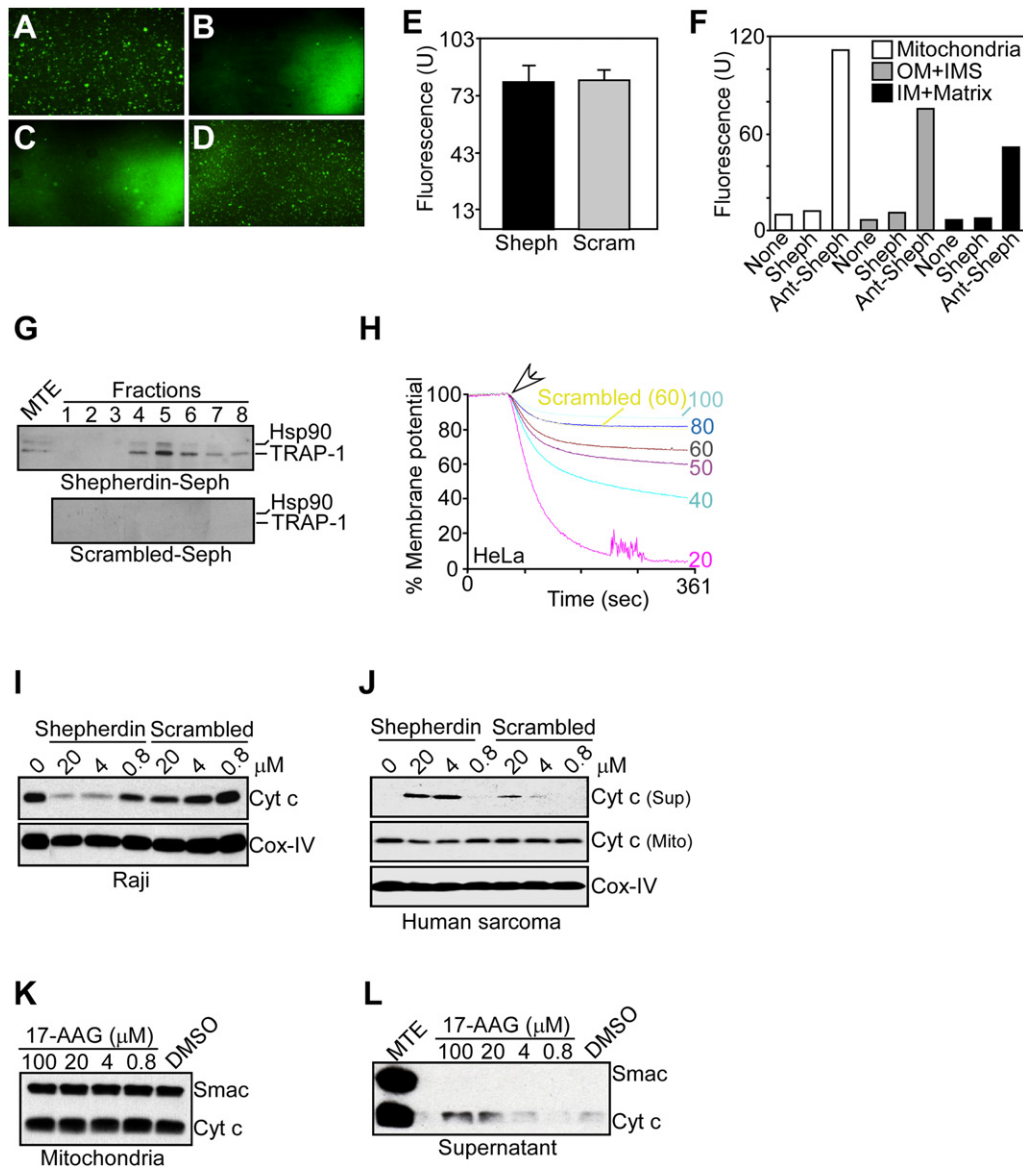 A
B
C
D
E
Fluorescence (U)
103
73
43
13
Sheph Scram
F
Fluorescence (U)
120
60
0
Mitochondria
OM+IMS
IM+Matrix
None
Sheph
Ant-Sheph
None
Sheph
Ant-Sheph
None
Sheph
Ant-Sheph
G
MTE
Fractions
1 2 3 4 5 6 7 8
Hsp90
TRAP-1
Shepherdin-Seph
Hsp90
TRAP-1
Scrambled-Seph
H
% Membrane potential
100
80
60
40
20
0
Scrambled (60)
100
80
60
50
40
20
HeLa
0
361
Time (sec)
I
Shepherdin Scrambled
0 20 4 0.8 20 4 0.8 μM
Cyt c
Cox-IV
Raji
J
Shepherdin Scrambled
0 20 4 0.8 20 4 0.8 μM
Cyt c (Sup)
Cyt c (Mito)
Cox-IV
Human sarcoma
K
17-AAG (μM)
100 20 4 0.8 DMSO
Smac
Cyt c
Mitochondria
L
MTE
17-AAG (μM)
100 20 4 0.8 DMSO
Smac
Cyt c
Supernatant